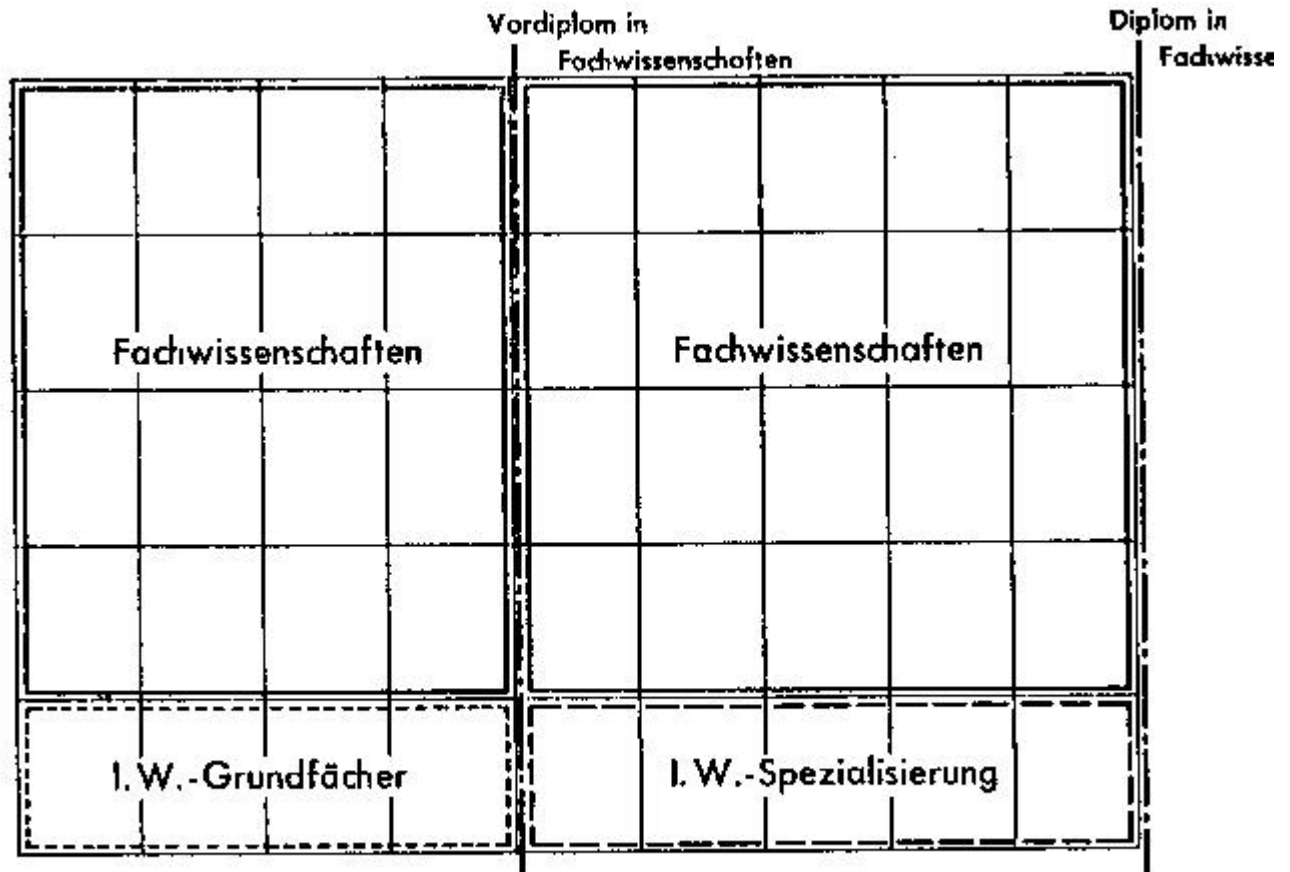 Vordiplom in
Fachwissenschaften
Diplom in
Fachwisse
Fachwissenschaften
Fachwissenschaften
I. W.-Grundfächer
I. W.-Spezialisierung